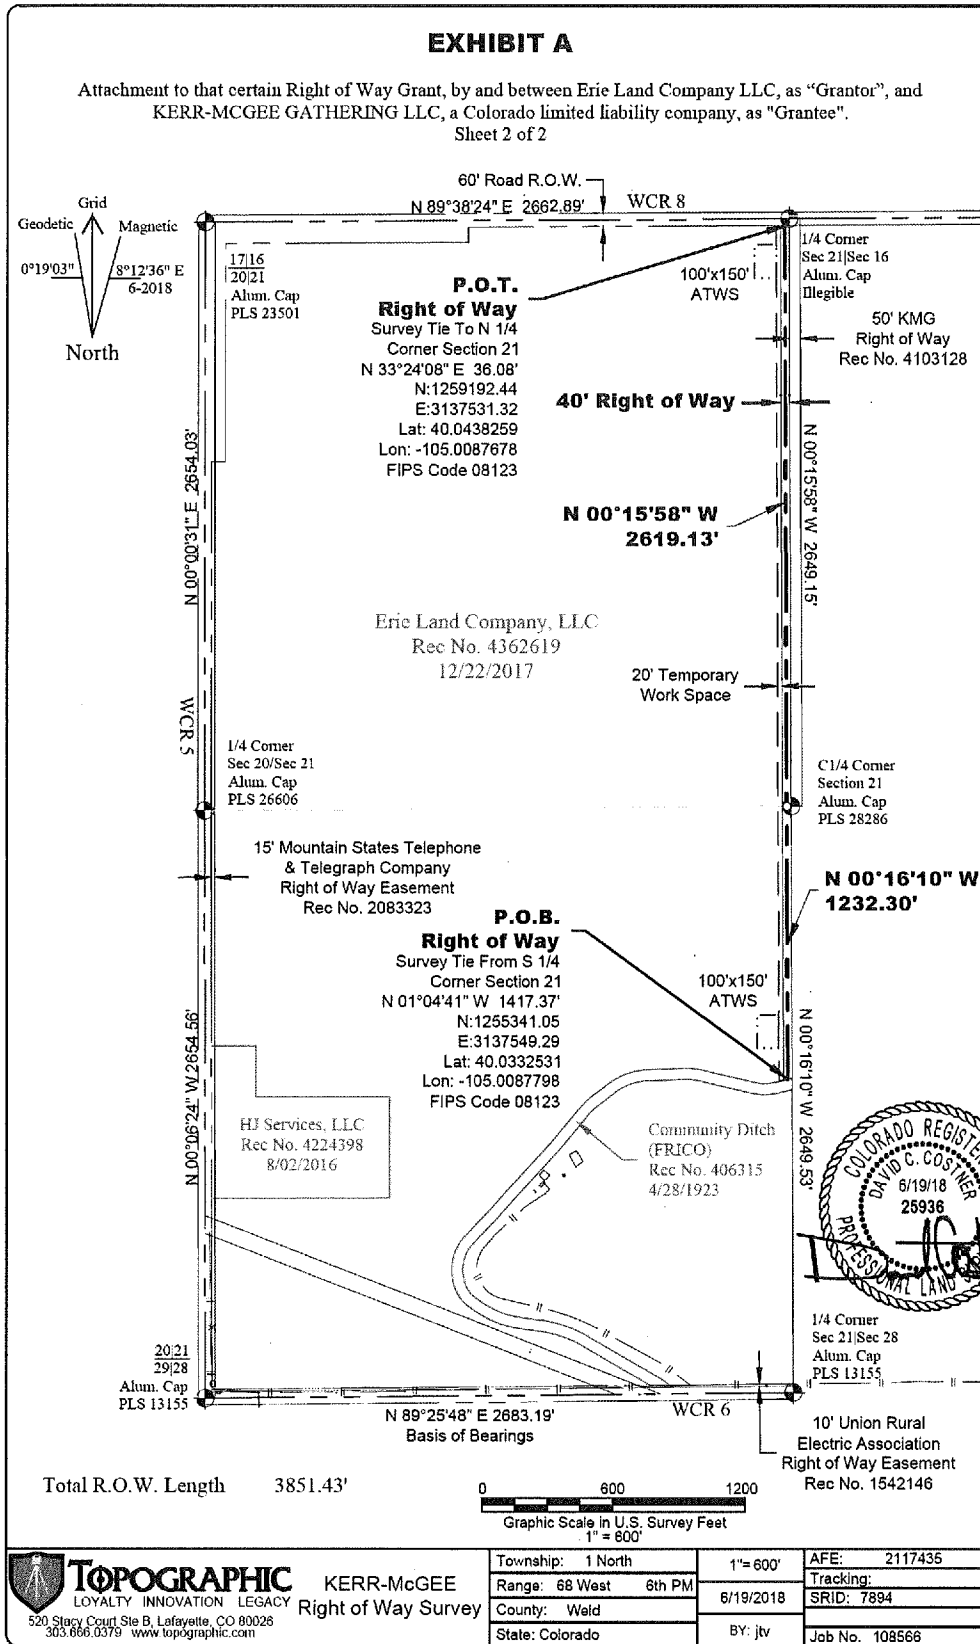 EXHIBIT A
Attachment to that certain Right of Way Grant, by and between Erie Land Company LLC, as “Grantor”, and
KERR-MCGEE GATHERING LLC, a Colorado limited liability company, as "Grantee".
Sheet 2 of 2
60' Road R.O.W.
N 89°38'24" E 2662.89'
WCR 8
Grid
Geodetic
Magnetic
0°19'03"
8°12'36" E
6-2018
North
17|16
20|21
Alum. Cap
PLS 23501
P.O.T.
Right of Way
Survey Tie To N 1/4
Corner Section 21
N 33°24'08" E 36.08'
N:1259192.44
E:3137531.32
Lat: 40.0438259
Lon: -105.0087678
FIPS Code 08123
100'x150'
ATWS
1/4 Corner
Sec 21|Sec 16
Alum. Cap
Illegible
50' KMG
Right of Way
Rec No. 4103128
40' Right of Way
N 00°15'58" W
2619.13'
N 00°15'58" W 2649.15'
N 00°00'31" E 2654.03'
Erie Land Company, LLC
Rec No. 4362619
12/22/2017
20' Temporary
Work Space
WCR 5
1/4 Corner
Sec 20/Sec 21
Alum. Cap
PLS 26606
C1/4 Corner
Section 21
Alum. Cap
PLS 28286
15' Mountain States Telephone
& Telegraph Company
Right of Way Easement
Rec No. 2083323
N 00°16'10" W
1232.30'
P.O.B.
Right of Way
Survey Tie From S 1/4
Corner Section 21
N 01°04'41" W 1417.37'
N:1255341.05
E:3137549.29
Lat: 40.0332531
Lon: -105.0087798
FIPS Code 08123
100'x150'
ATWS
N 00°16'10" W 2649.53'
N 00°06'24" W 2654.56'
HJ Services, LLC
Rec No. 4224398
8/02/2016
Community Ditch
(FRICO)
Rec No. 406315
4/28/1923
COLORADO REGISTE
DAVID C. COSTNER
6/19/18
25936
PROFESSIONAL LAND
1/4 Corner
Sec 21|Sec 28
Alum. Cap
PLS 13155
20|21
29|28
Alum. Cap
PLS 13155
N 89°25'48" E 2683.19'
Basis of Bearings
WCR 6
10' Union Rural
Electric Association
Right of Way Easement
Rec No. 1542146
Total R.O.W. Length 3851.43'
0 600 1200
Graphic Scale in U.S. Survey Feet
1" = 600'
TOPOGRAPHIC
LOYALTY INNOVATION LEGACY
520 Stacy Court Ste B, Lafayette, CO 80026
303.666.0379 www.topographic.com
KERR-McGEE
Right of Way Survey
Township: 1 North
Range: 68 West 6th PM
County: Weld
State: Colorado
1"= 600'
6/19/2018
BY: jtv
AFE: 2117435
Tracking:
SRID: 7894
Job No. 108566